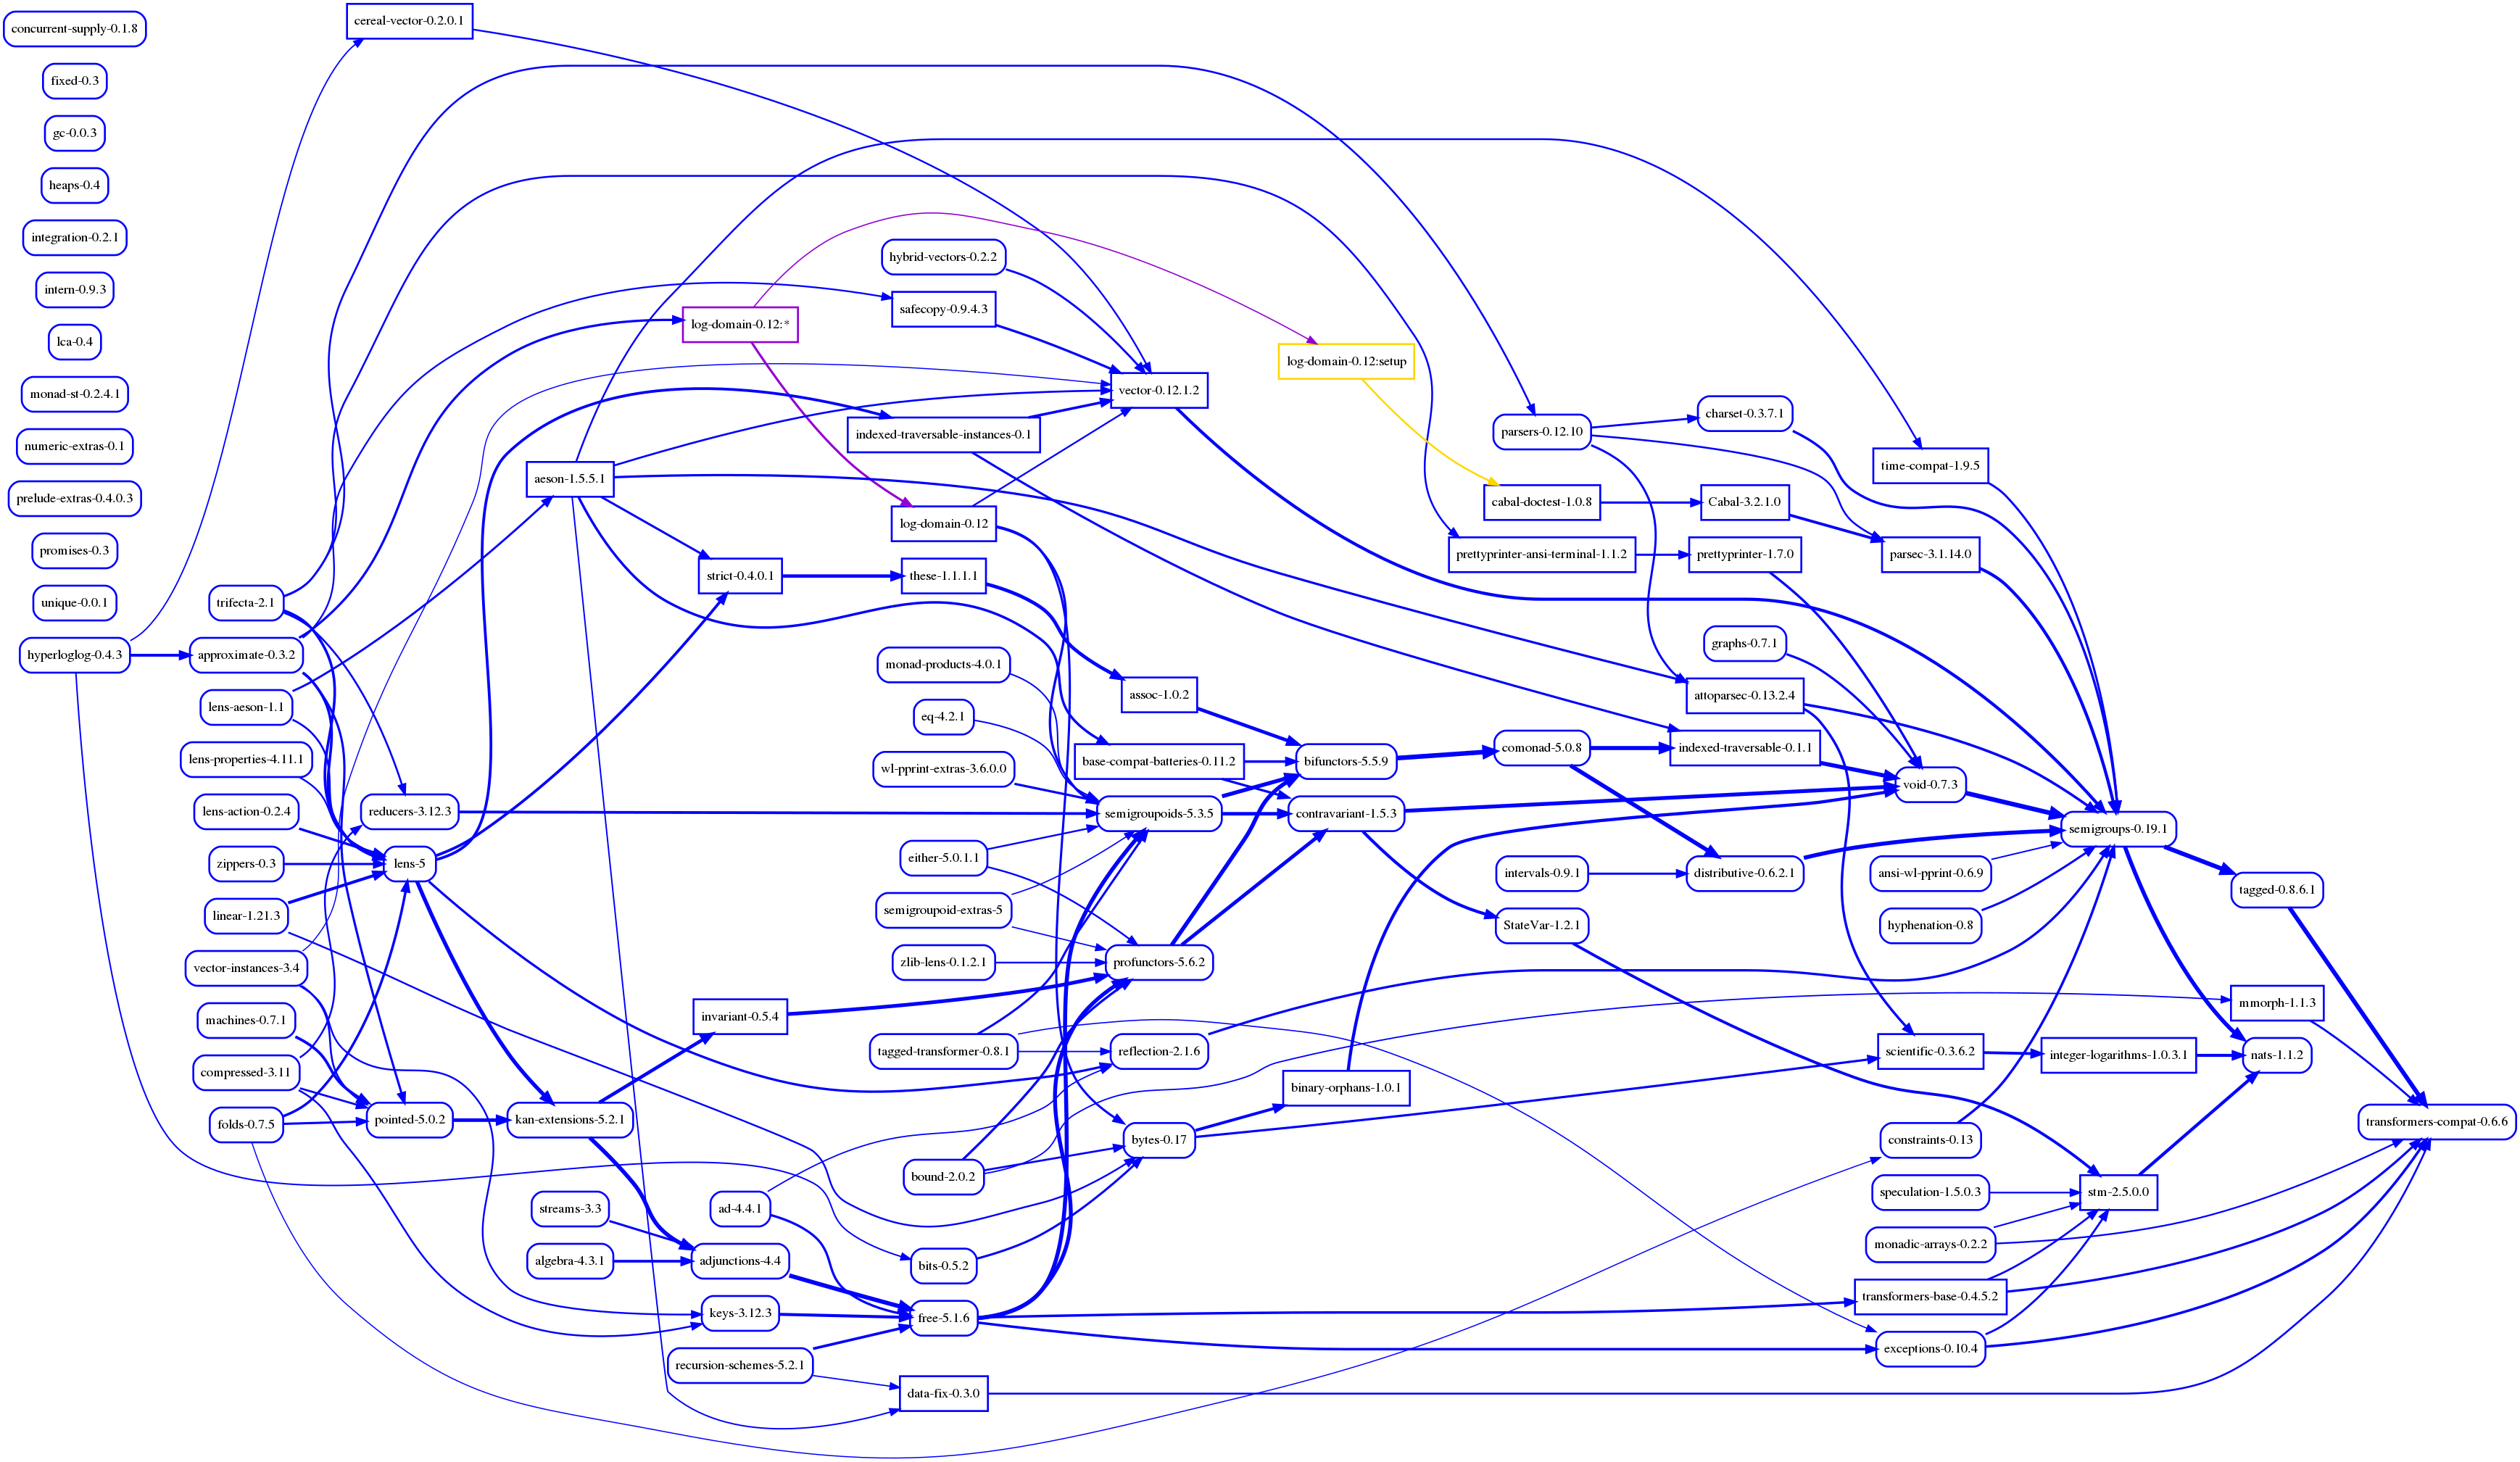 concurrent-supply-0.1.8
fixed-0.3
gc-0.0.3
heaps-0.4
integration-0.2.1
intern-0.9.3
lca-0.4
monad-st-0.2.4.1
numeric-extras-0.1
prelude-extras-0.4.0.3
promises-0.3
unique-0.0.1
hyperloglog-0.4.3
trifecta-2.1
approximate-0.3.2
lens-aeson-1.1
lens-properties-4.11.1
lens-action-0.2.4
zippers-0.3
linear-1.21.3
vector-instances-3.4
machines-0.7.1
compressed-3.11
folds-0.7.5
cereal-vector-0.2.0.1
reducers-3.12.3
lens-5
pointed-5.0.2
aeson-1.5.5.1
kan-extensions-5.2.1
streams-3.3
algebra-4.3.1
log-domain-0.12:*
strict-0.4.0.1
invariant-0.5.4
ad-4.4.1
adjunctions-4.4
keys-3.12.3
recursion-schemes-5.2.1
hybrid-vectors-0.2.2
safecopy-0.9.4.3
indexed-traversable-instances-0.1
log-domain-0.12
these-1.1.1.1
monad-products-4.0.1
eq-4.2.1
wl-pprint-extras-3.6.0.0
either-5.0.1.1
semigroupoid-extras-5
zlib-lens-0.1.2.1
tagged-transformer-0.8.1
bound-2.0.2
bits-0.5.2
free-5.1.6
data-fix-0.3.0
vector-0.12.1.2
assoc-1.0.2
base-compat-batteries-0.11.2
semigroupoids-5.3.5
profunctors-5.6.2
reflection-2.1.6
bytes-0.17
log-domain-0.12:setup
bifunctors-5.5.9
contravariant-1.5.3
binary-orphans-1.0.1
parsers-0.12.10
cabal-doctest-1.0.8
prettyprinter-ansi-terminal-1.1.2
comonad-5.0.8
intervals-0.9.1
StateVar-1.2.1
charset-0.3.7.1
Cabal-3.2.1.0
prettyprinter-1.7.0
graphs-0.7.1
attoparsec-0.13.2.4
indexed-traversable-0.1.1
distributive-0.6.2.1
time-compat-1.9.5
parsec-3.1.14.0
void-0.7.3
ansi-wl-pprint-0.6.9
hyphenation-0.8
scientific-0.3.6.2
constraints-0.13
speculation-1.5.0.3
monadic-arrays-0.2.2
transformers-base-0.4.5.2
exceptions-0.10.4
semigroups-0.19.1
integer-logarithms-1.0.3.1
stm-2.5.0.0
tagged-0.8.6.1
mmorph-1.1.3
nats-1.1.2
transformers-compat-0.6.6